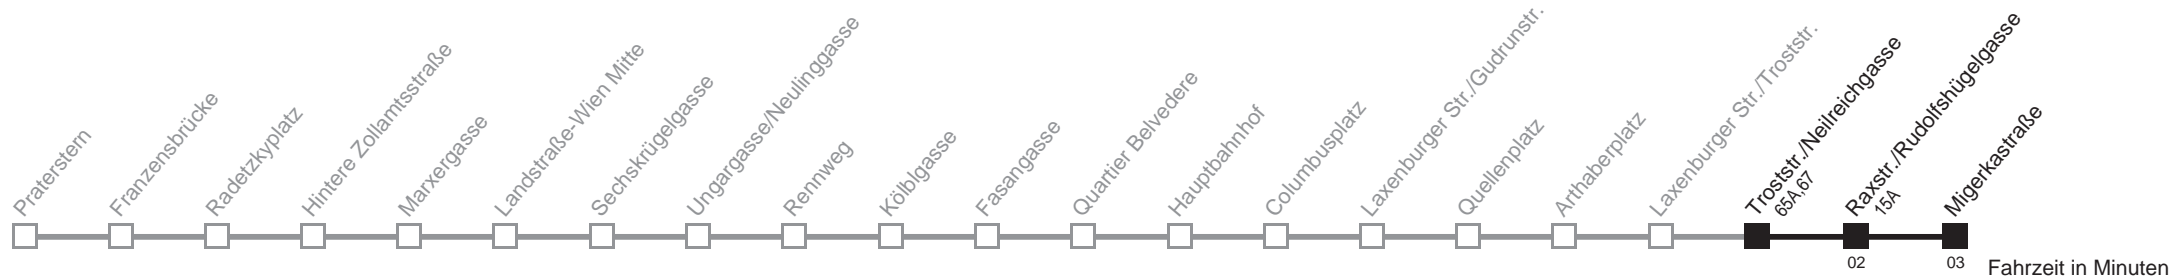 Praterstern
Franzensbrücke
Radetzkyplatz
Hintere Zollamtsstraße
Marxergasse
Landstraße-Wien Mitte
Sechskrügelgasse
Ungargasse/Neulinggasse
Rennweg
Kölblgasse
Fasangasse
Quartier Belvedere
Hauptbahnhof
Columbusplatz
Laxenburger Str./Gudrunstr.
Quellenplatz
Arthaberplatz
Laxenburger Str./Troststr.
Troststr./Neilreichgasse
65A,67
Raxstr./Rudolfshügelgasse
15A
Migerkastraße
02
03
Fahrzeit in Minuten